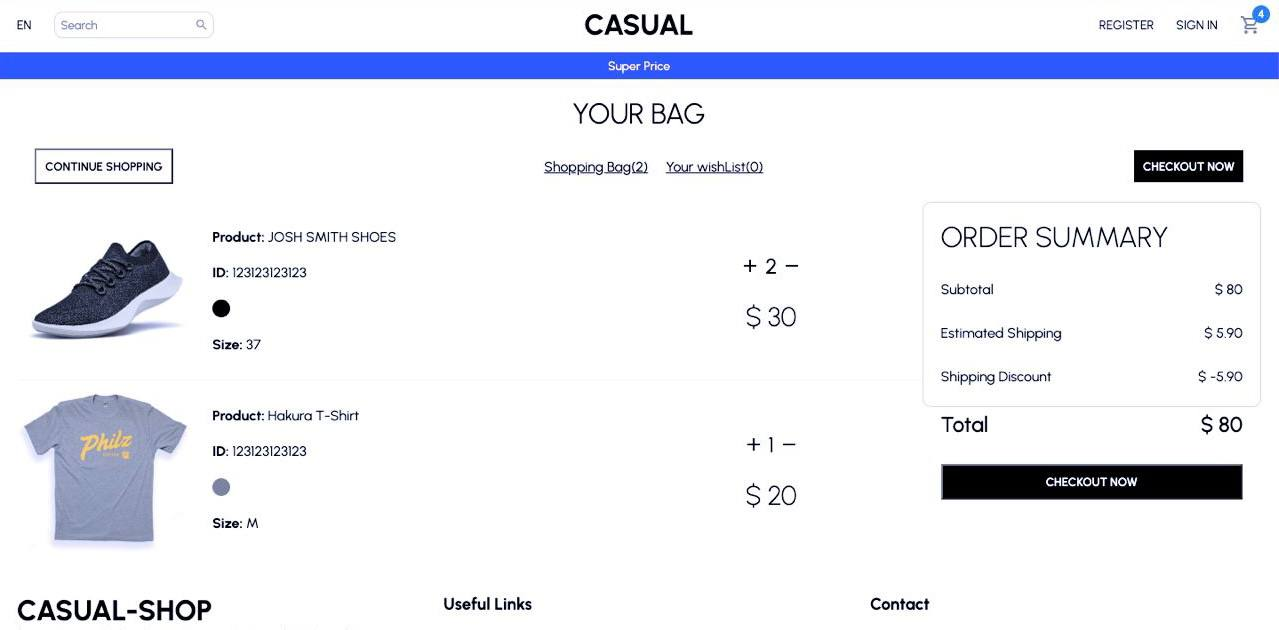 EN
Search
CASUAL
REGISTER
SIGN IN
4
Super Price
YOUR BAG
CONTINUE SHOPPING
Shopping Bag(2)
Your wishList(0)
CHECKOUT NOW
Product: JOSH SMITH SHOES
ID: 123123123123
Size: 37
+ 2 −
$ 30
Philz
Product: Hakura T-Shirt
ID: 123123123123
Size: M
+ 1 −
$ 20
ORDER SUMMARY
Subtotal $ 80
Estimated Shipping $ 5.90
Shipping Discount $ -5.90
Total $ 80
CHECKOUT NOW
CASUAL-SHOP
Useful Links
Contact